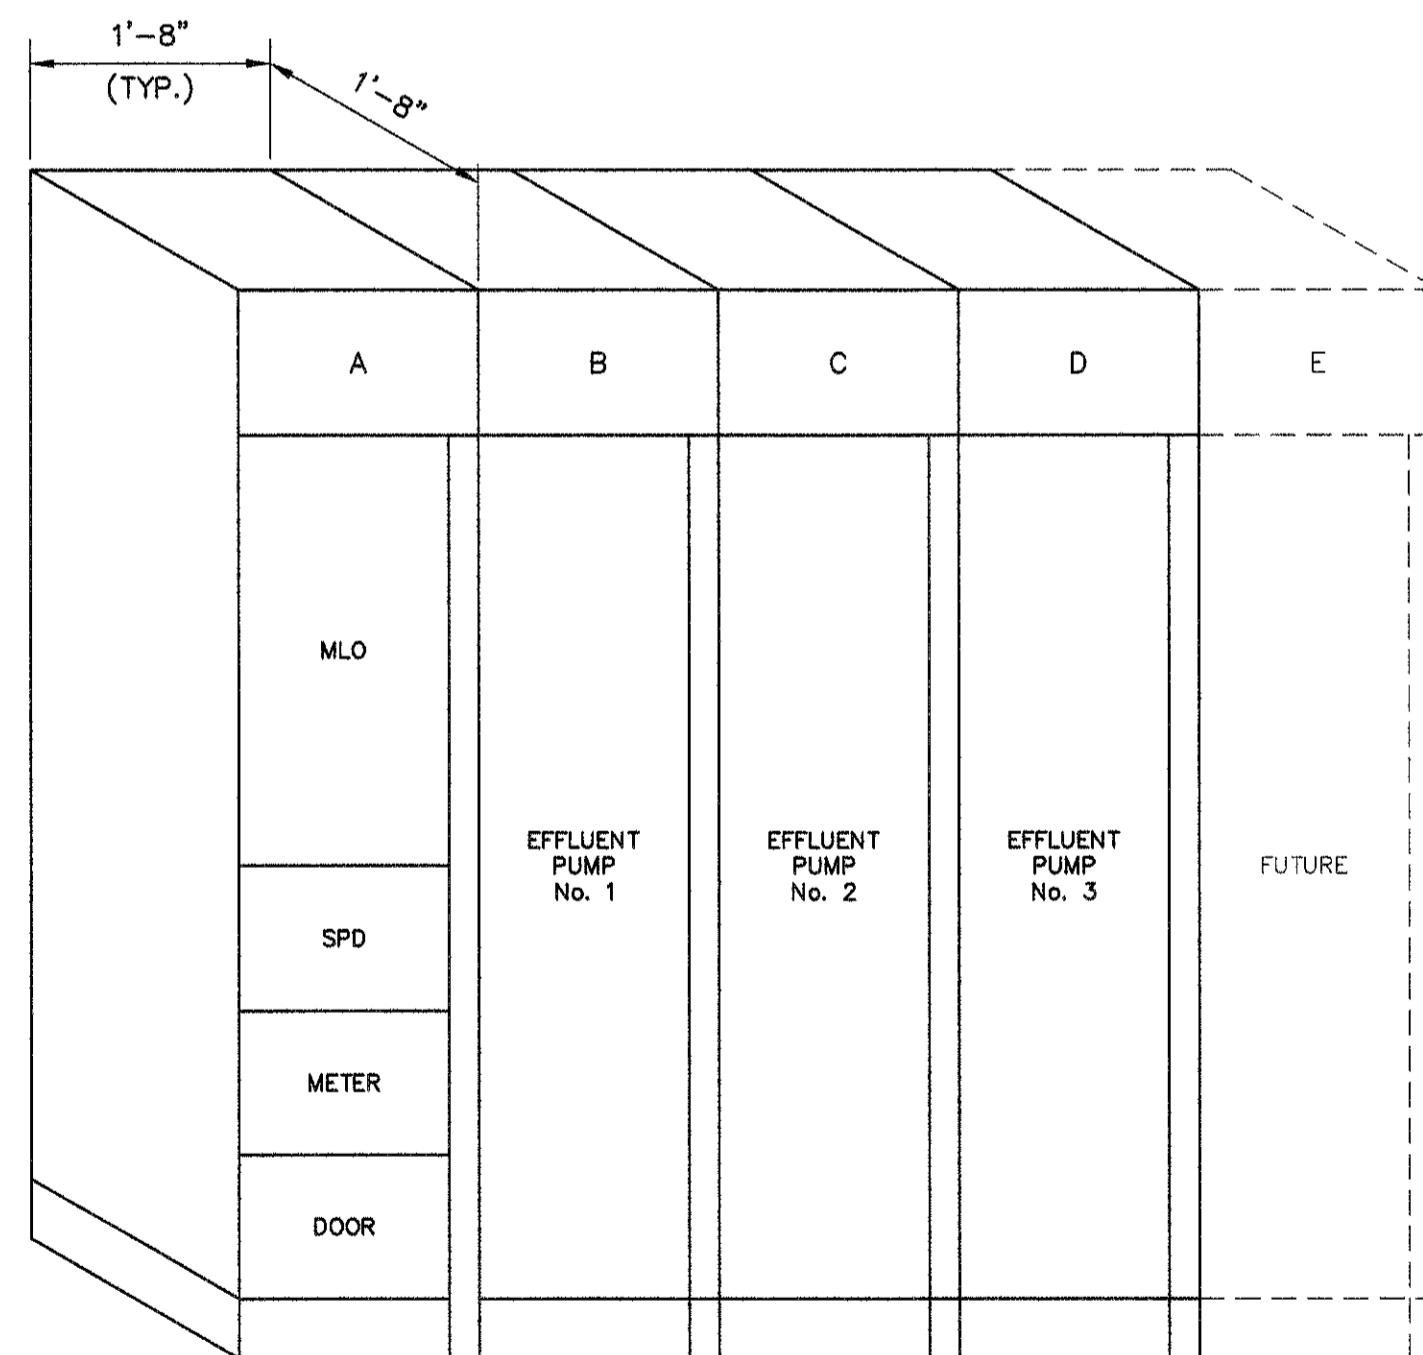 1'-8"
(TYP.)
1'-8"
A
B
C
D
E
MLO
SPD
METER
DOOR
EFFLUENT
PUMP
No. 1
EFFLUENT
PUMP
No. 2
EFFLUENT
PUMP
No. 3
FUTURE